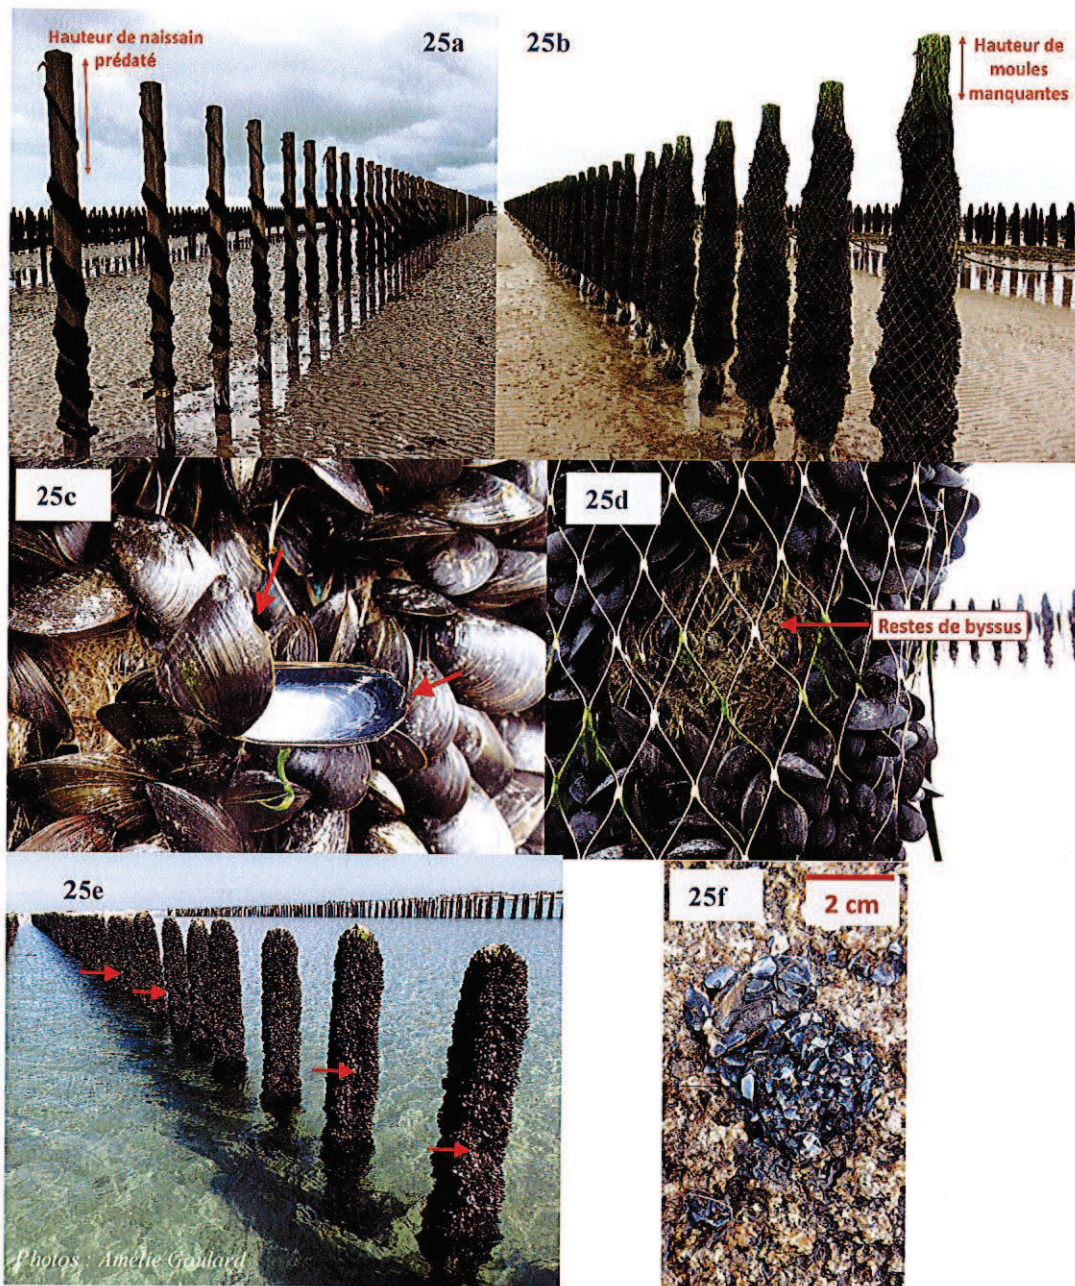 Hauteur de naissain
prédaté
25a
25b
Hauteur de
moules
manquantes
25c
25d
Restes de byssus
25e
25f
2 cm
Photos : Amélie Goulard